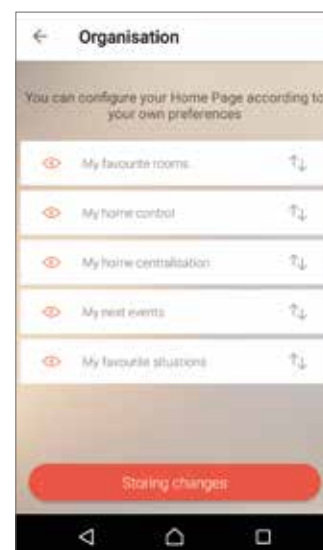 Organisation
You can configure your Home Page according to
your own preferences
My favourite rooms
My home control
My home centralisation
My next events
My favourite situations
Storing changes